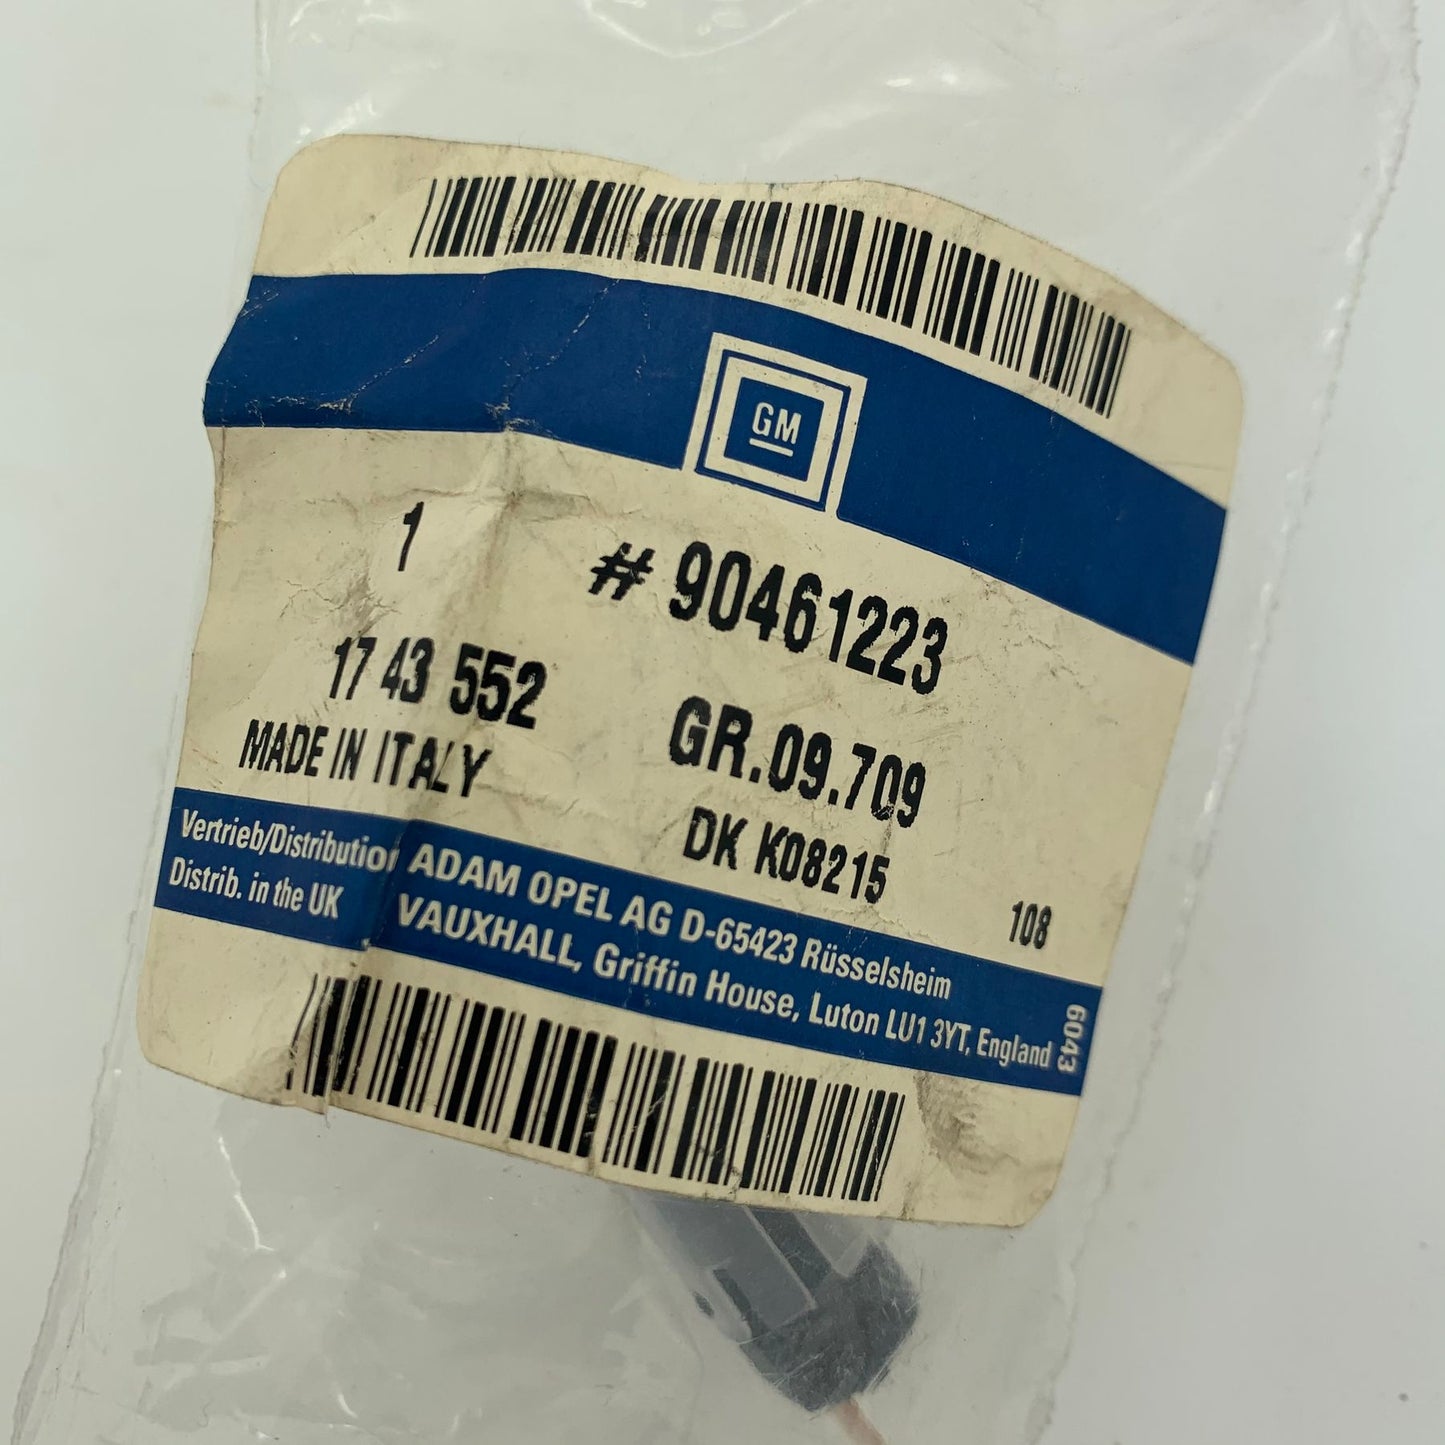 GM
1
# 90461223
17 43 552
GR.09.709
MADE IN ITALY
DK K08215
108
Vertrieb/Distribution ADAM OPEL AG D-65423 Rüsselsheim
Distrib. in the UK VAUXHALL, Griffin House, Luton LU1 3YT, England
6043